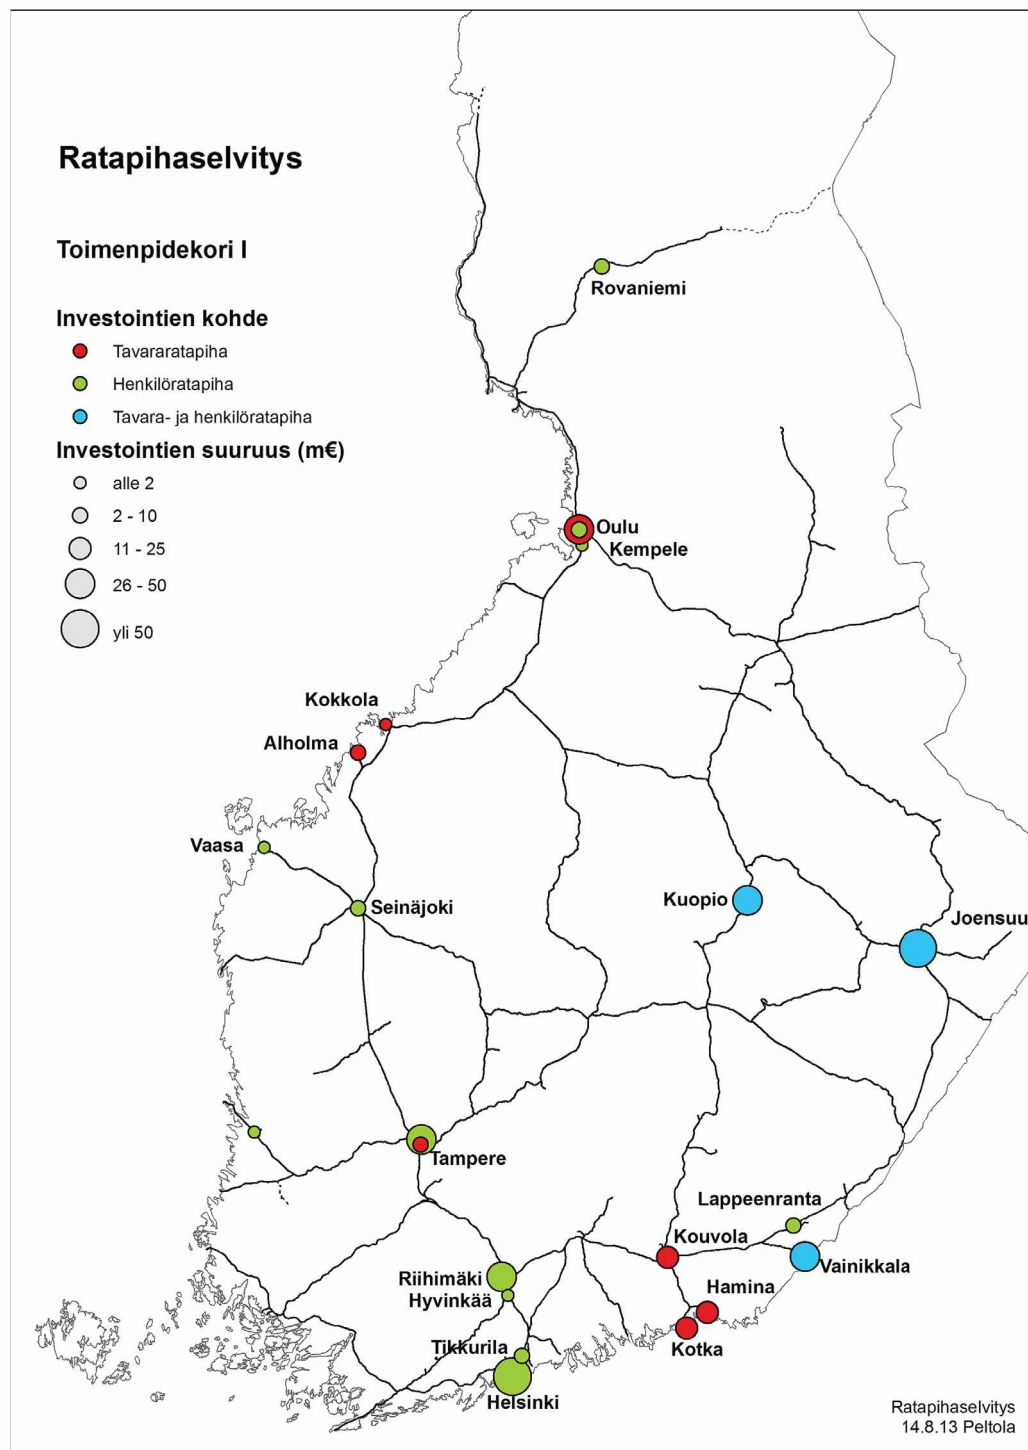 Ratapihaselvitys
Toimenpidekori I
Investointien kohde
Tavararatapiha
Henkilöratapiha
Tavara- ja henkilöratapiha
Investointien suuruus (m€)
alle 2
2 - 10
11 - 25
26 - 50
yli 50
Rovaniemi
Oulu
Kempele
Kokkola
Alholma
Vaasa
Seinäjoki
Kuopio
Joensuu
Tampere
Lappeenranta
Kouvola
Vainikkala
Riihimäki
Hyvinkää
Hamina
Kotka
Tikkurila
Helsinki
Ratapihaselvitys
14.8.13 Peltola